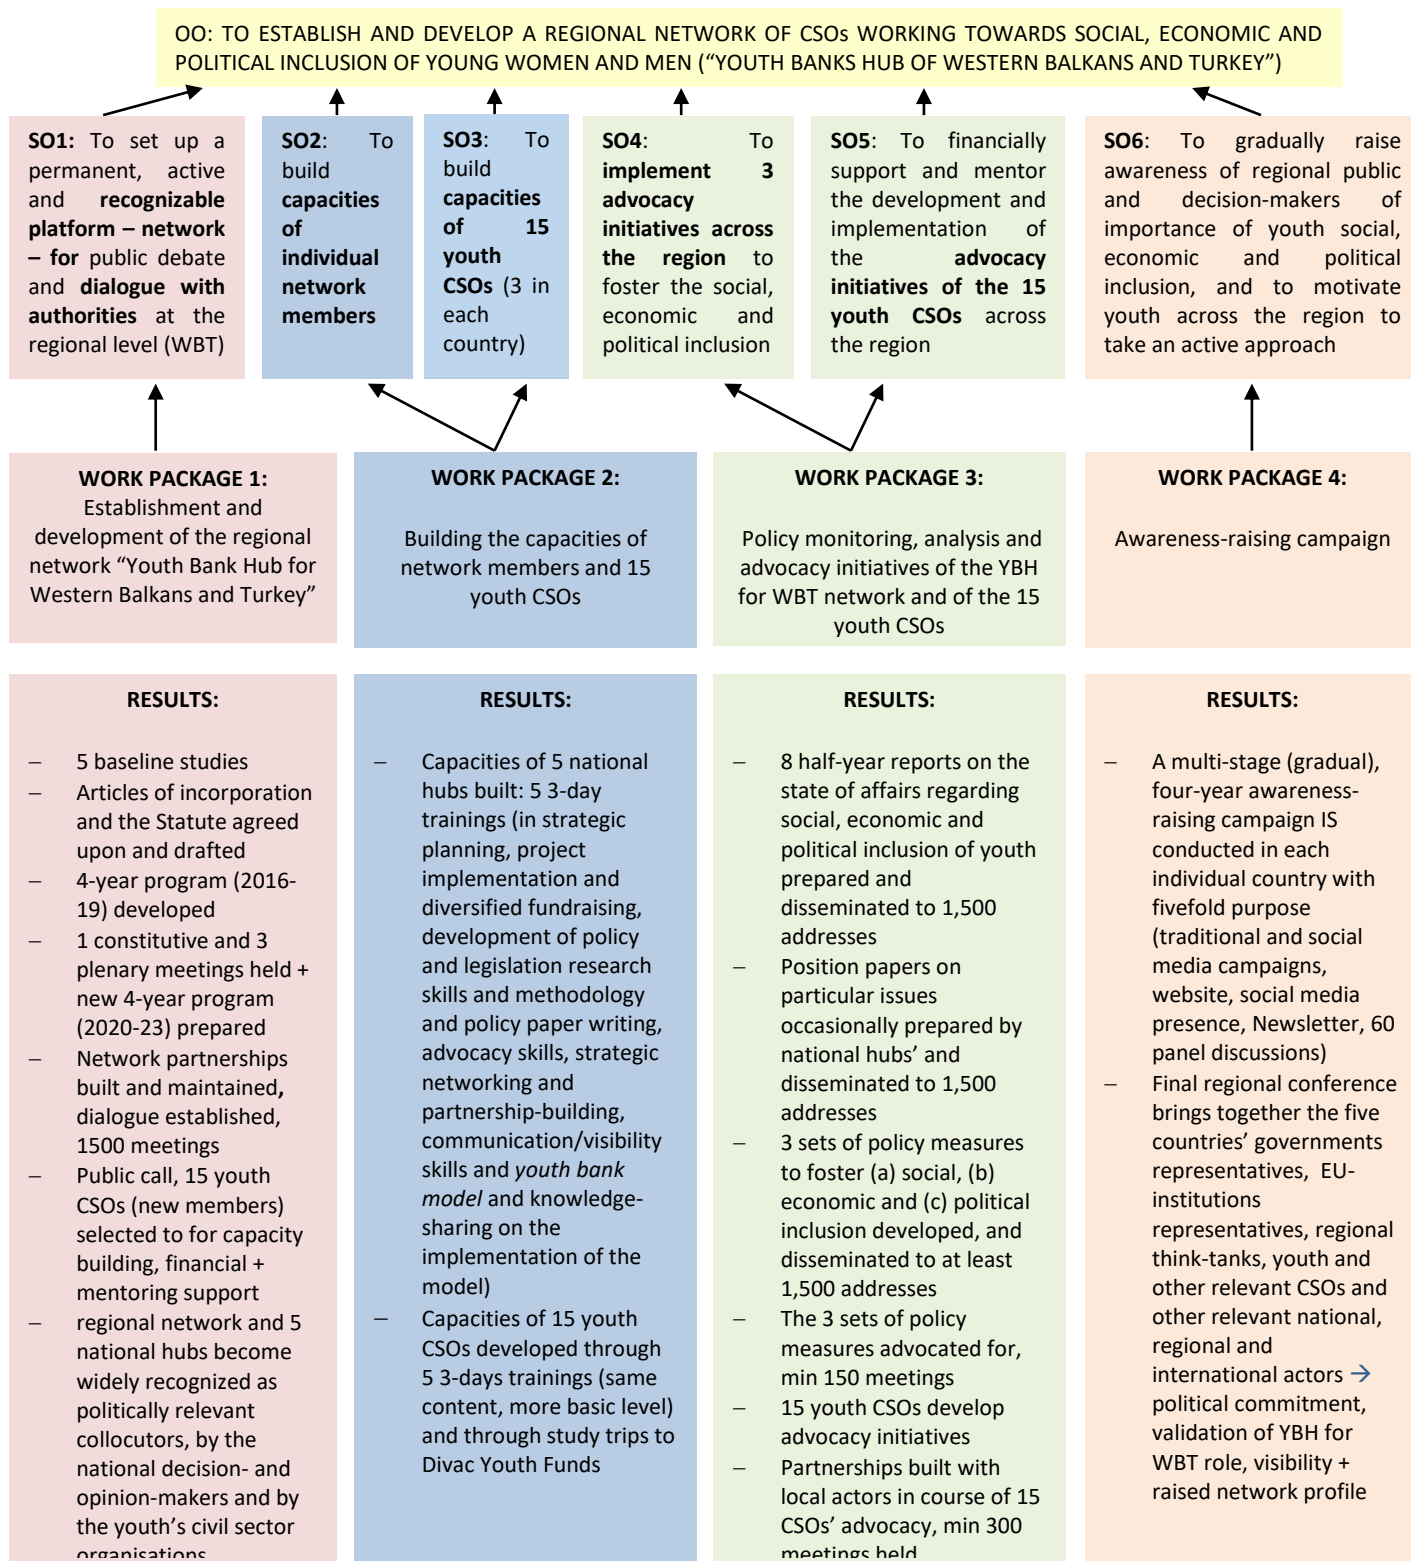 OO: TO ESTABLISH AND DEVELOP A REGIONAL NETWORK OF CSOs WORKING TOWARDS SOCIAL, ECONOMIC AND
POLITICAL INCLUSION OF YOUNG WOMEN AND MEN (“YOUTH BANKS HUB OF WESTERN BALKANS AND TURKEY”)
SO1: To set up a
permanent, active
and recognizable
platform – network
– for public debate
and dialogue with
authorities at the
regional level (WBT)
SO2: To
build
capacities
of
individual
network
members
SO3: To
build
capacities
of 15
youth
CSOs (3 in
each
country)
SO4: To
implement 3
advocacy
initiatives across
the region to
foster the social,
economic and
political inclusion
SO5: To financially
support and mentor
the development and
implementation of
the advocacy
initiatives of the 15
youth CSOs across
the region
SO6: To gradually raise
awareness of regional public
and decision-makers of
importance of youth social,
economic and political
inclusion, and to motivate
youth across the region to
take an active approach
WORK PACKAGE 1:
Establishment and
development of the regional
network “Youth Bank Hub for
Western Balkans and Turkey”
WORK PACKAGE 2:
Building the capacities of
network members and 15
youth CSOs
WORK PACKAGE 3:
Policy monitoring, analysis and
advocacy initiatives of the YBH
for WBT network and of the 15
youth CSOs
WORK PACKAGE 4:
Awareness-raising campaign
RESULTS:
– 5 baseline studies
– Articles of incorporation
and the Statute agreed
upon and drafted
– 4-year program (2016-
19) developed
– 1 constitutive and 3
plenary meetings held +
new 4-year program
(2020-23) prepared
– Network partnerships
built and maintained,
dialogue established,
1500 meetings
– Public call, 15 youth
CSOs (new members)
selected to for capacity
building, financial +
mentoring support
– regional network and 5
national hubs become
widely recognized as
politically relevant
collocutors, by the
national decision- and
opinion-makers and by
the youth’s civil sector
organisations
RESULTS:
– Capacities of 5 national
hubs built: 5 3-day
trainings (in strategic
planning, project
implementation and
diversified fundraising,
development of policy
and legislation research
skills and methodology
and policy paper writing,
advocacy skills, strategic
networking and
partnership-building,
communication/visibility
skills and youth bank
model and knowledge-
sharing on the
implementation of the
model)
– Capacities of 15 youth
CSOs developed through
5 3-days trainings (same
content, more basic level)
and through study trips to
Divac Youth Funds
RESULTS:
– 8 half-year reports on the
state of affairs regarding
social, economic and
political inclusion of youth
prepared and
disseminated to 1,500
addresses
– Position papers on
particular issues
occasionally prepared by
national hubs’ and
disseminated to 1,500
addresses
– 3 sets of policy measures
to foster (a) social, (b)
economic and (c) political
inclusion developed, and
disseminated to at least
1,500 addresses
– The 3 sets of policy
measures advocated for,
min 150 meetings
– 15 youth CSOs develop
advocacy initiatives
– Partnerships built with
local actors in course of 15
CSOs’ advocacy, min 300
meetings held
RESULTS:
– A multi-stage (gradual),
four-year awareness-
raising campaign IS
conducted in each
individual country with
fivefold purpose
(traditional and social
media campaigns,
website, social media
presence, Newsletter, 60
panel discussions)
– Final regional conference
brings together the five
countries’ governments
representatives, EU-
institutions
representatives, regional
think-tanks, youth and
other relevant CSOs and
other relevant national,
regional and
international actors →
political commitment,
validation of YBH for
WBT role, visibility +
raised network profile